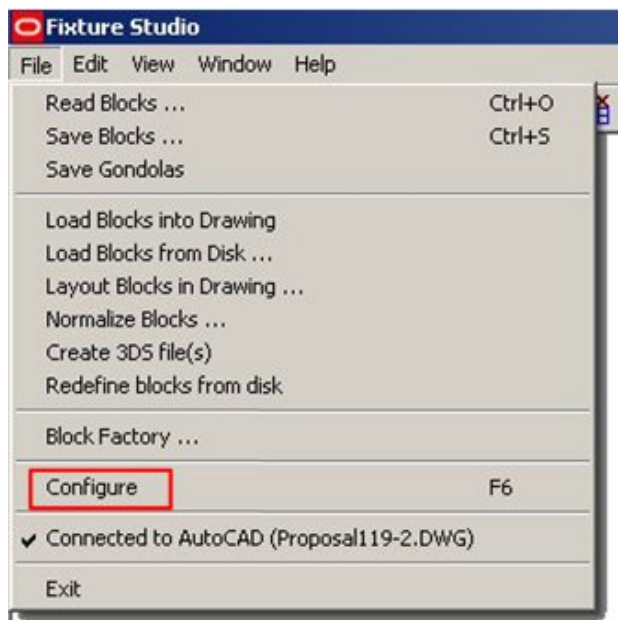 Fixture Studio
File Edit View Window Help
Read Blocks ... Ctrl+O
Save Blocks ... Ctrl+S
Save Gondolas
Load Blocks into Drawing
Load Blocks from Disk ...
Layout Blocks in Drawing ...
Normalize Blocks ...
Create 3DS file(s)
Redefine blocks from disk
Block Factory ...
Configure F6
Connected to AutoCAD (Proposal119-2.DWG)
Exit